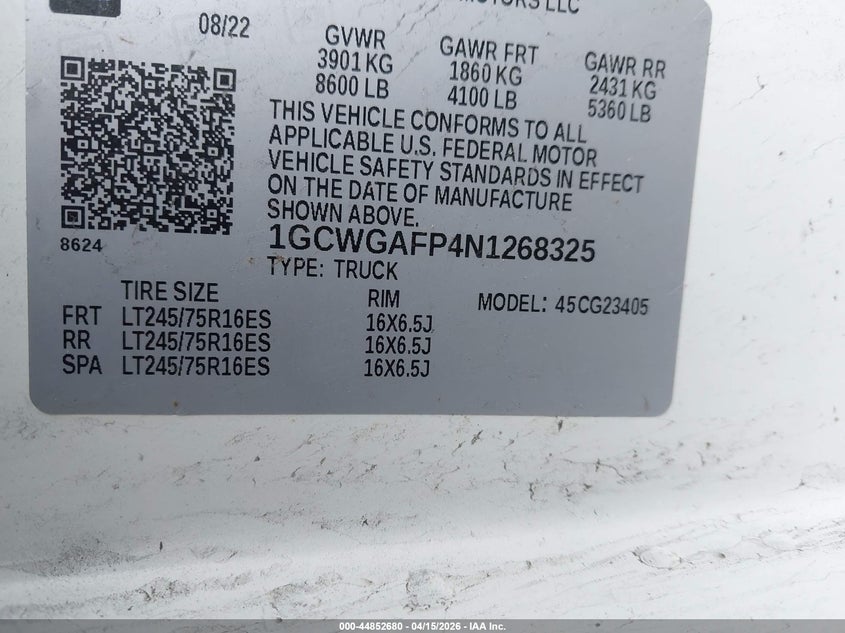 MOTORS LLC
08/22
GVWR
3901 KG
8600 LB
GAWR FRT
1860 KG
4100 LB
GAWR RR
2431 KG
5360 LB
THIS VEHICLE CONFORMS TO ALL
APPLICABLE U.S. FEDERAL MOTOR
VEHICLE SAFETY STANDARDS IN EFFECT
ON THE DATE OF MANUFACTURE
SHOWN ABOVE.
8624
1GCWGAFP4N1268325
TYPE: TRUCK
TIRE SIZE RIM MODEL: 45CG23405
FRT LT245/75R16ES 16X6.5J
RR LT245/75R16ES 16X6.5J
SPA LT245/75R16ES 16X6.5J
000-44852680 - 04/15/2026 - IAA Inc.